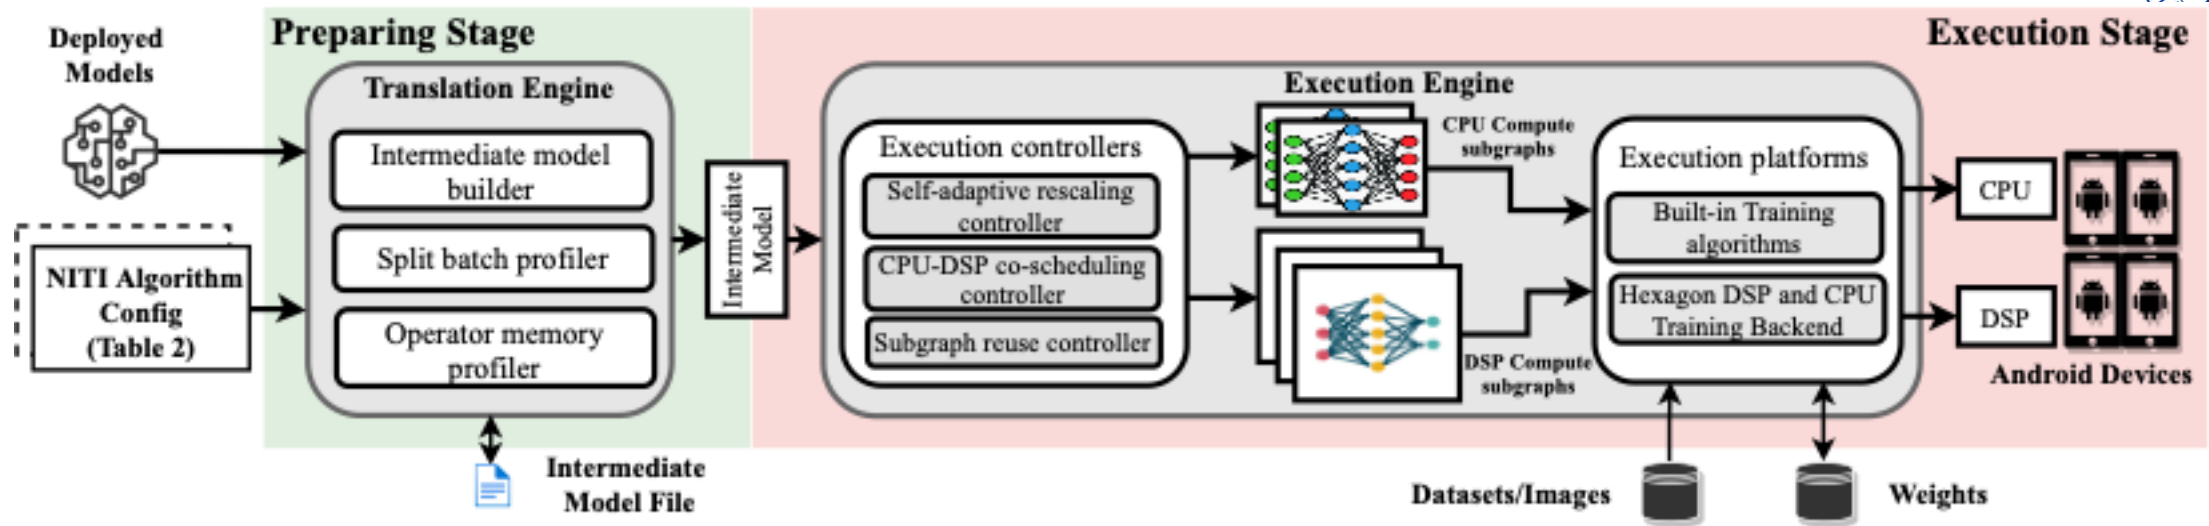 Deployed
Models
NITI Algorithm
Config
(Table 2)
Preparing Stage
Translation Engine
Intermediate model
builder
Split batch profiler
Operator memory
profiler
Intermediate
Model File
Intermediate
Model
Execution Stage
Execution Engine
Execution controllers
Self-adaptive rescaling
controller
CPU-DSP co-scheduling
controller
Subgraph reuse controller
CPU Compute
subgraphs
DSP Compute
subgraphs
Execution platforms
Built-in Training
algorithms
Hexagon DSP and CPU
Training Backend
CPU
DSP
Android Devices
Datasets/Images
Weights